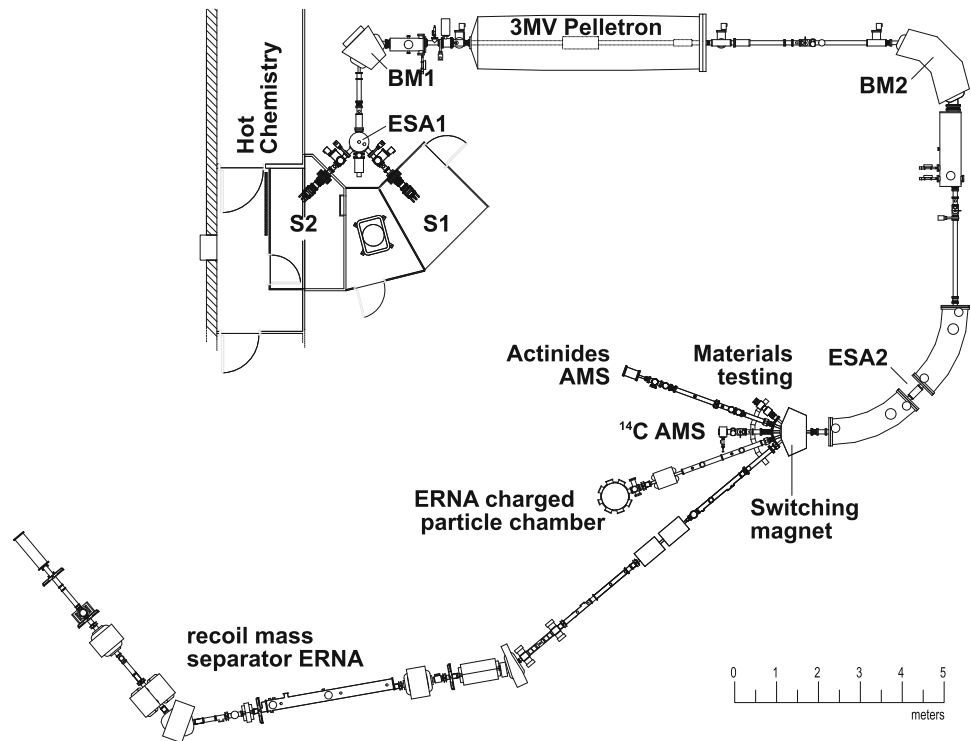 3MV Pelletron
BM1
BM2
Hot
Chemistry
ESA1
S2
S1
Actinides
AMS
Materials
testing
ESA2
¹⁴C AMS
ERNA charged
particle chamber
Switching
magnet
recoil mass
separator ERNA
0 1 2 3 4 5
meters